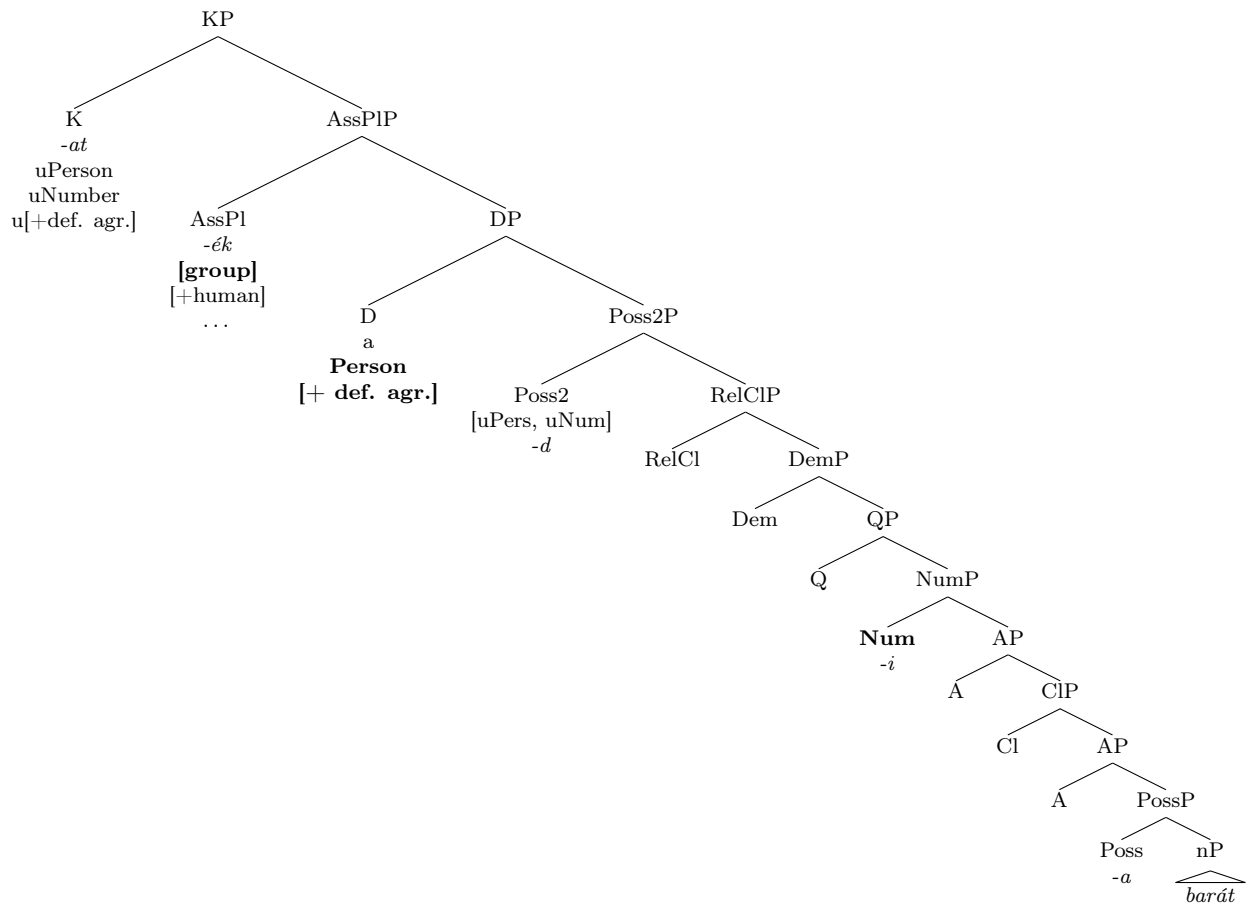 KP
K
AssPlP
-at
uPerson
uNumber
u[+def. agr.]
AssPl
DP
-ék
[group]
[+human]
...
D
Poss2P
a
Person
[+ def. agr.]
Poss2
RelClP
[uPers, uNum]
-d
RelCl
DemP
Dem
QP
Q
NumP
Num
AP
-i
A
ClP
Cl
AP
A
PossP
Poss
nP
-a
barát